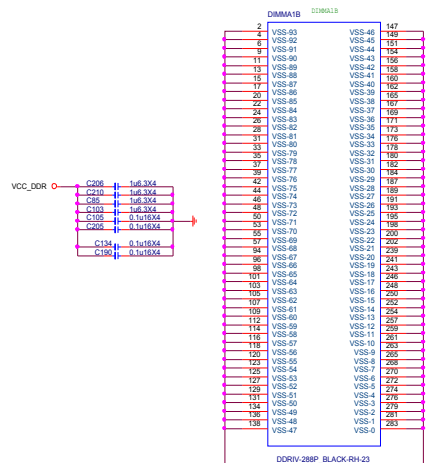 DIMMA1B DIMMA1B
2 VSS-93 VSS-46 147
4 VSS-92 VSS-45 149
6 VSS-91 VSS-44 151
9 VSS-90 VSS-43 154
11 VSS-89 VSS-42 156
13 VSS-88 VSS-41 158
15 VSS-87 VSS-40 160
17 VSS-86 VSS-39 162
20 VSS-85 VSS-38 165
22 VSS-84 VSS-37 167
24 VSS-83 VSS-36 169
26 VSS-82 VSS-35 171
28 VSS-81 VSS-34 173
31 VSS-80 VSS-33 176
33 VSS-79 VSS-32 178
35 VSS-78 VSS-31 180
37 VSS-77 VSS-30 182
39 VSS-76 VSS-29 184
42 VSS-75 VSS-28 187
44 VSS-74 VSS-27 189
46 VSS-73 VSS-26 191
48 VSS-72 VSS-25 193
50 VSS-71 VSS-24 195
53 VSS-70 VSS-23 198
55 VSS-69 VSS-22 200
57 VSS-68 VSS-21 202
94 VSS-67 VSS-20 239
96 VSS-66 VSS-19 241
98 VSS-65 VSS-18 243
101 VSS-64 VSS-17 246
103 VSS-63 VSS-16 248
105 VSS-62 VSS-15 250
107 VSS-61 VSS-14 252
109 VSS-60 VSS-13 254
112 VSS-59 VSS-12 257
114 VSS-58 VSS-11 259
116 VSS-57 VSS-10 261
118 VSS-56 VSS-9 263
120 VSS-55 VSS-8 265
123 VSS-54 VSS-7 268
125 VSS-53 VSS-6 270
127 VSS-52 VSS-5 272
129 VSS-51 VSS-4 274
131 VSS-50 VSS-3 276
134 VSS-49 VSS-2 279
136 VSS-48 VSS-1 281
138 VSS-47 VSS-0 283
DDRIV-288P_BLACK-RH-23
VCC_DDR
C206 1u6.3X4
C210 1u6.3X4
C85 1u6.3X4
C103 1u6.3X4
C105 0.1u16X4
C205 0.1u16X4
C134 0.1u16X4
C190 0.1u16X4